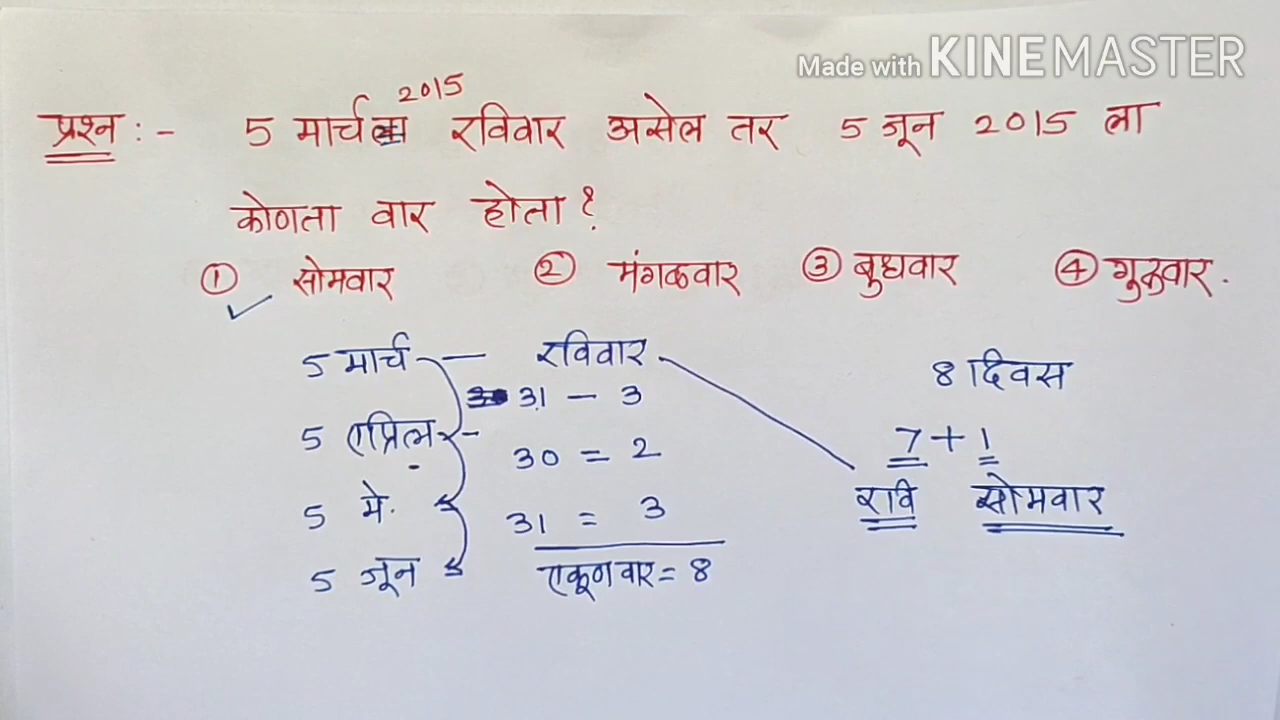 Made with KINEMASTER
प्रश्न :- 5 मार्च 2015 रविवार असेल तर 5 जून 2015 ला
कोणता वार होता?
① सोमवार ② मंगळवार ③ बुधवार ④ गुरुवार.
5 मार्च — रविवार
31 — 3
5 एप्रिल -
30 = 2
5 मे.
31 = 3
5 जून
एकूण वार = 8
8 दिवस
7 + 1
रवि सोमवार